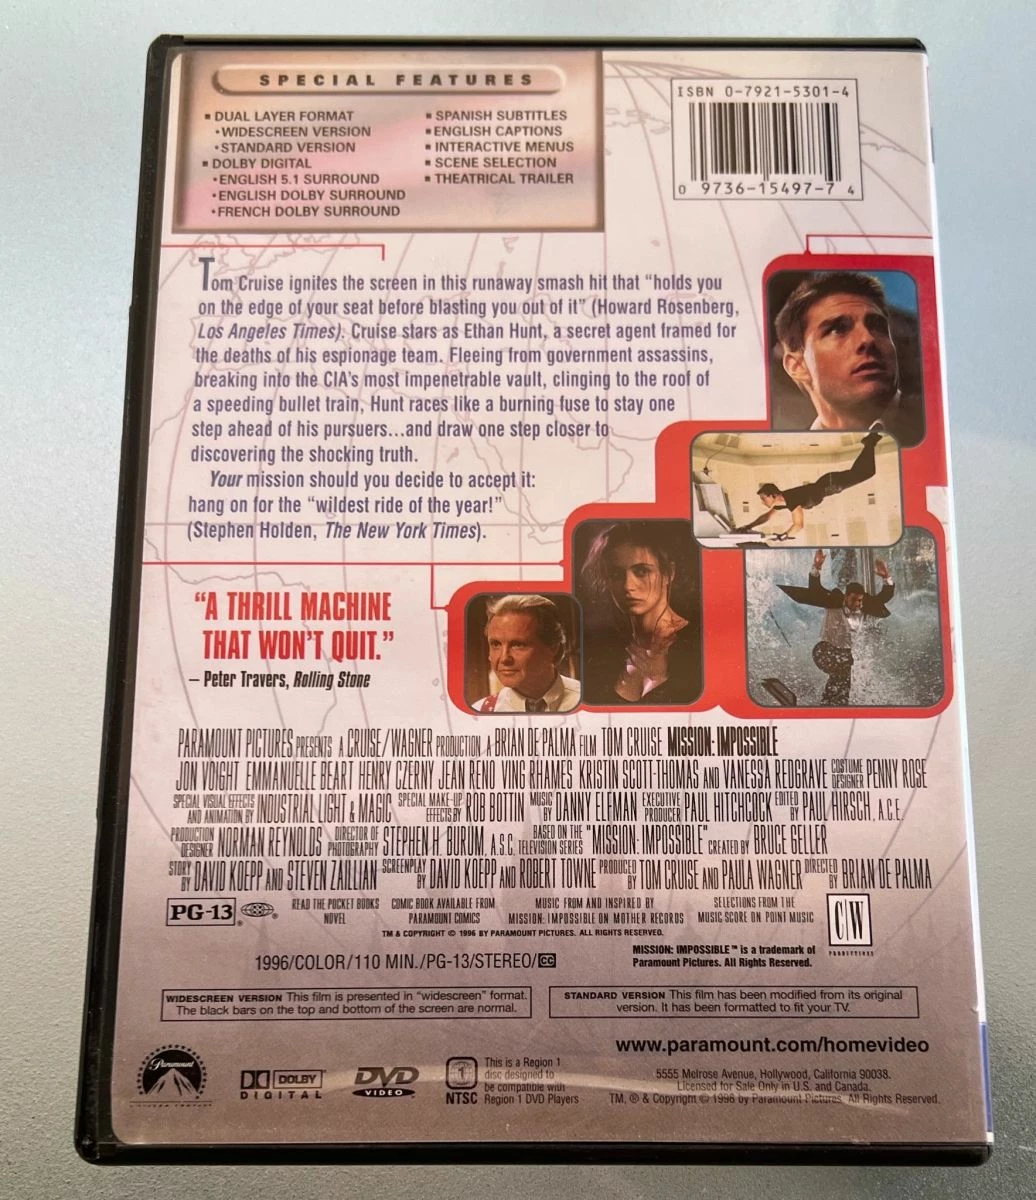 SPECIAL FEATURES
▪ DUAL LAYER FORMAT
•WIDESCREEN VERSION
•STANDARD VERSION
▪ DOLBY DIGITAL
•ENGLISH 5.1 SURROUND
•ENGLISH DOLBY SURROUND
•FRENCH DOLBY SURROUND
▪ SPANISH SUBTITLES
▪ ENGLISH CAPTIONS
▪ INTERACTIVE MENUS
▪ SCENE SELECTION
▪ THEATRICAL TRAILER
ISBN 0-7921-5301-4
0 97361-5497-7 4
Tom Cruise ignites the screen in this runaway smash hit that “holds you
on the edge of your seat before blasting you out of it” (Howard Rosenberg,
Los Angeles Times). Cruise stars as Ethan Hunt, a secret agent framed for
the deaths of his espionage team. Fleeing from government assassins,
breaking into the CIA's most impenetrable vault, clinging to the roof of
a speeding bullet train, Hunt races like a burning fuse to stay one
step ahead of his pursuers...and draw one step closer to
discovering the shocking truth.
Your mission should you decide to accept it:
hang on for the “wildest ride of the year!”
(Stephen Holden, The New York Times).
“A THRILL MACHINE
THAT WON'T QUIT.”
– Peter Travers, Rolling Stone
PARAMOUNT PICTURES PRESENTS A CRUISE/WAGNER PRODUCTION A BRIAN DE PALMA FILM TOM CRUISE MISSION: IMPOSSIBLE
JON VOIGHT EMMANUELLE BEART HENRY CZERNY JEAN RENO VING RHAMES KRISTIN SCOTT-THOMAS AND VANESSA REDGRAVE COSTUME DESIGNER PENNY ROSE
SPECIAL VISUAL EFFECTS AND ANIMATION BY INDUSTRIAL LIGHT & MAGIC SPECIAL MAKE-UP EFFECTS BY ROB BOTTIN MUSIC BY DANNY ELFMAN EXECUTIVE PRODUCER PAUL HITCHCOCK EDITED BY PAUL HIRSCH, A.C.E.
PRODUCTION DESIGNER NORMAN REYNOLDS DIRECTOR OF PHOTOGRAPHY STEPHEN H. BURUM, A.S.C. BASED ON THE TELEVISION SERIES "MISSION: IMPOSSIBLE" CREATED BY BRUCE GELLER
STORY BY DAVID KOEPP AND STEVEN ZAILLIAN SCREENPLAY BY DAVID KOEPP AND ROBERT TOWNE PRODUCED BY TOM CRUISE AND PAULA WAGNER DIRECTED BY BRIAN DE PALMA
PG-13
READ THE POCKET BOOKS
NOVEL
COMIC BOOK AVAILABLE FROM
PARAMOUNT COMICS
MUSIC FROM AND INSPIRED BY
MISSION: IMPOSSIBLE ON MOTHER RECORDS
SELECTIONS FROM THE
MUSIC SCORE ON POINT MUSIC
C/W
PRODUCTIONS
TM & COPYRIGHT © 1996 BY PARAMOUNT PICTURES. ALL RIGHTS RESERVED.
1996/COLOR/110 MIN./PG-13/STEREO/CC
MISSION: IMPOSSIBLE™ is a trademark of
Paramount Pictures. All Rights Reserved.
WIDESCREEN VERSION This film is presented in "widescreen" format.
The black bars on the top and bottom of the screen are normal.
STANDARD VERSION This film has been modified from its original
version. It has been formatted to fit your TV.
www.paramount.com/homevideo
Paramount
DOLBY
DIGITAL
DVD
VIDEO
1
NTSC
This is a Region 1
disc designed to
be compatible with
Region 1 DVD Players
5555 Melrose Avenue, Hollywood, California 90038.
Licensed for Sale Only in U.S. and Canada.
TM, ® & Copyright © 1998 by Paramount Pictures. All Rights Reserved.